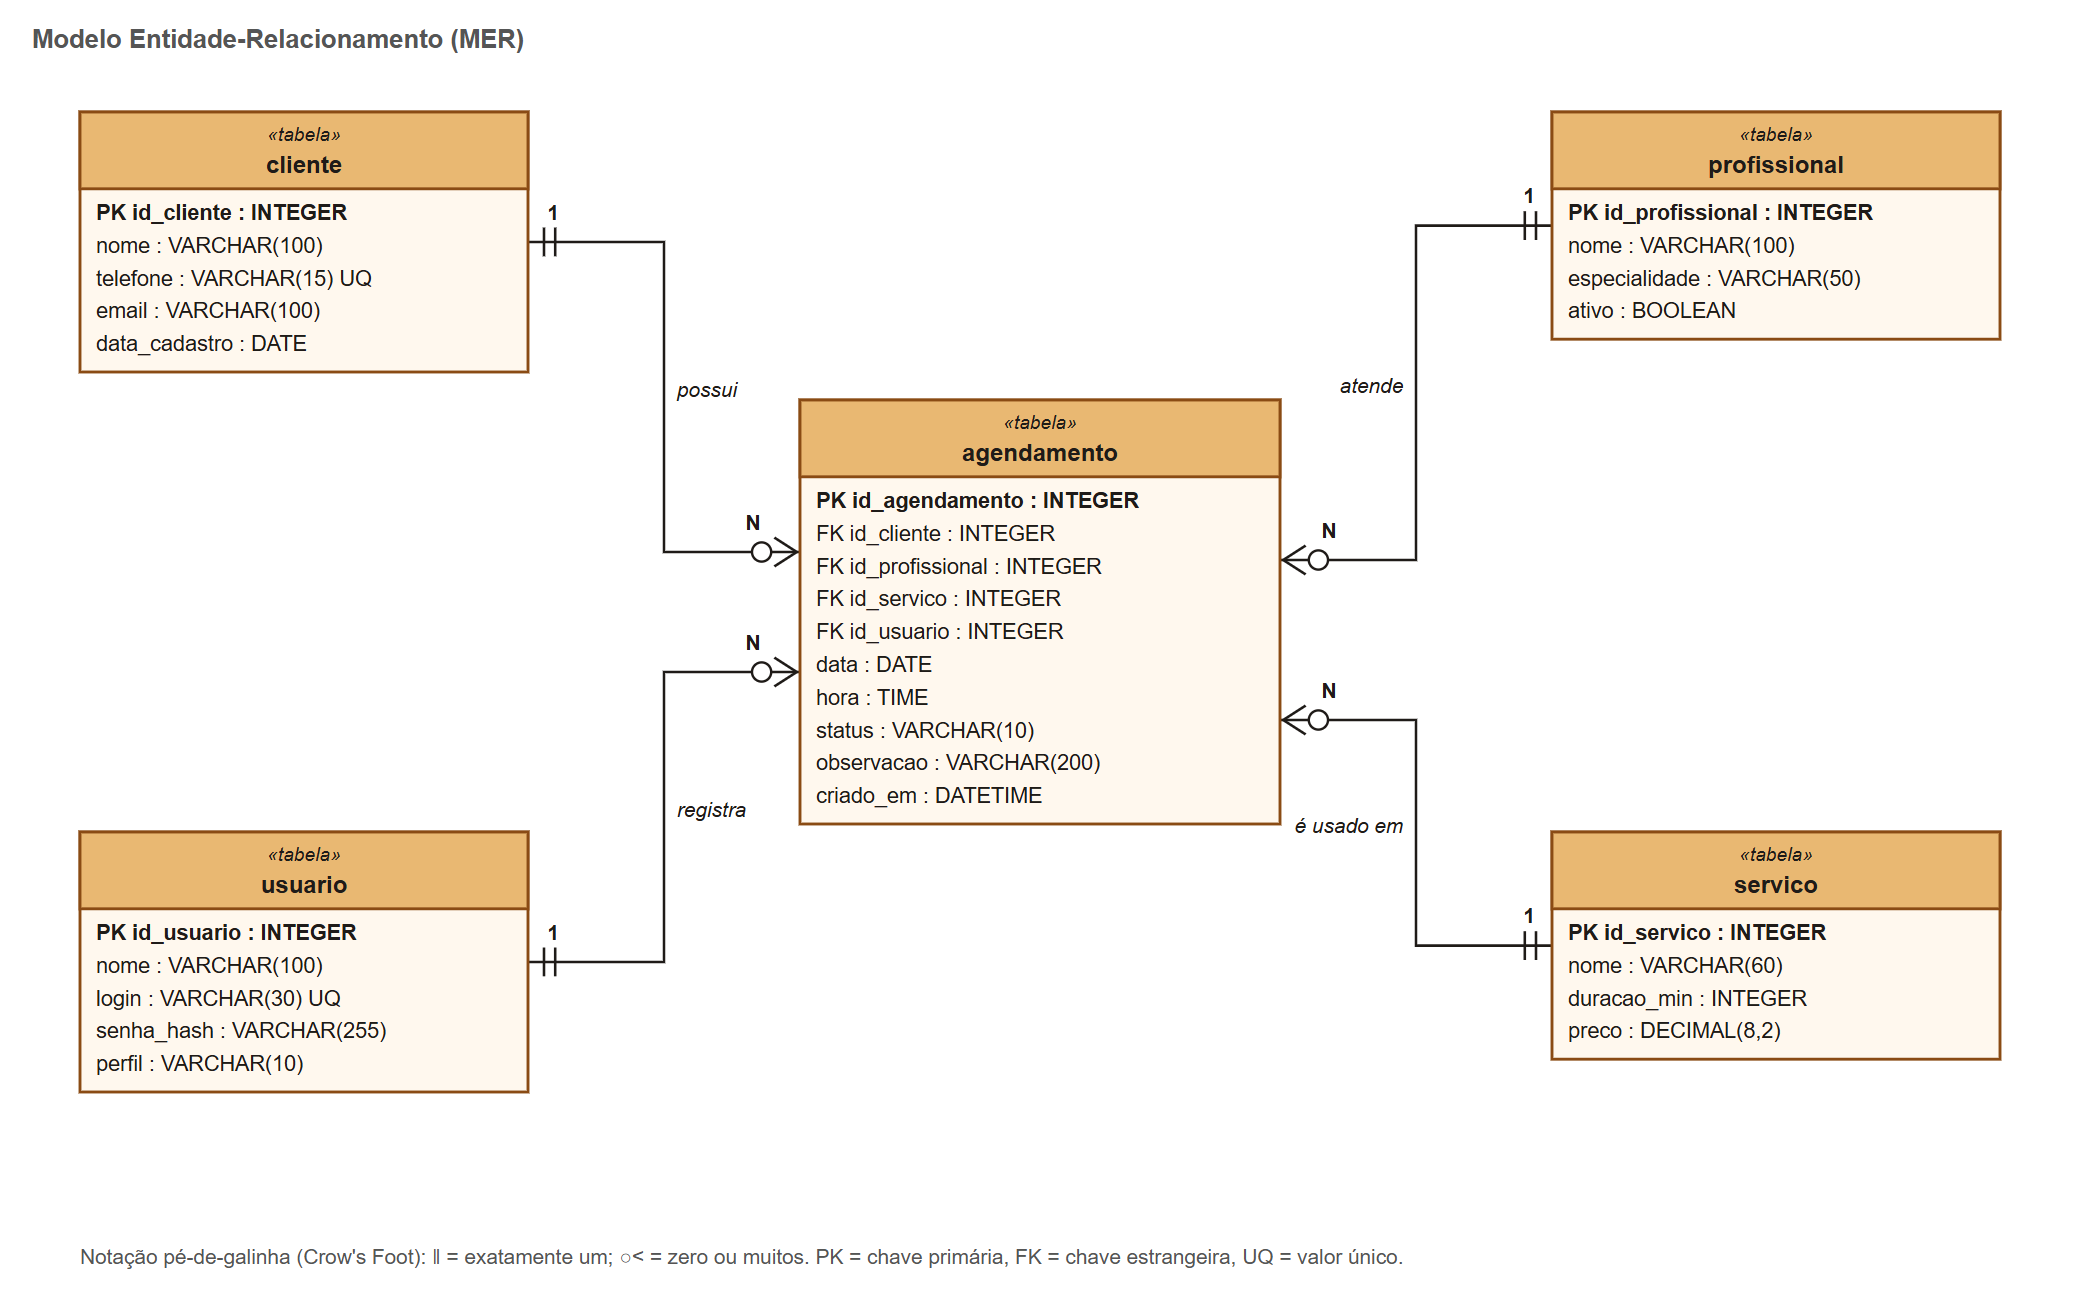 Modelo Entidade-Relacionamento (MER)
«tabela»
cliente
PK id_cliente : INTEGER
nome : VARCHAR(100)
telefone : VARCHAR(15) UQ
email : VARCHAR(100)
data_cadastro : DATE
1
possui
N
«tabela»
profissional
PK id_profissional : INTEGER
nome : VARCHAR(100)
especialidade : VARCHAR(50)
ativo : BOOLEAN
1
atende
N
«tabela»
agendamento
PK id_agendamento : INTEGER
FK id_cliente : INTEGER
FK id_profissional : INTEGER
FK id_servico : INTEGER
FK id_usuario : INTEGER
data : DATE
hora : TIME
status : VARCHAR(10)
observacao : VARCHAR(200)
criado_em : DATETIME
N
registra
1
«tabela»
usuario
PK id_usuario : INTEGER
nome : VARCHAR(100)
login : VARCHAR(30) UQ
senha_hash : VARCHAR(255)
perfil : VARCHAR(10)
N
é usado em
1
«tabela»
servico
PK id_servico : INTEGER
nome : VARCHAR(60)
duracao_min : INTEGER
preco : DECIMAL(8,2)
Notação pé-de-galinha (Crow's Foot): ‖ = exatamente um; ○< = zero ou muitos. PK = chave primária, FK = chave estrangeira, UQ = valor único.